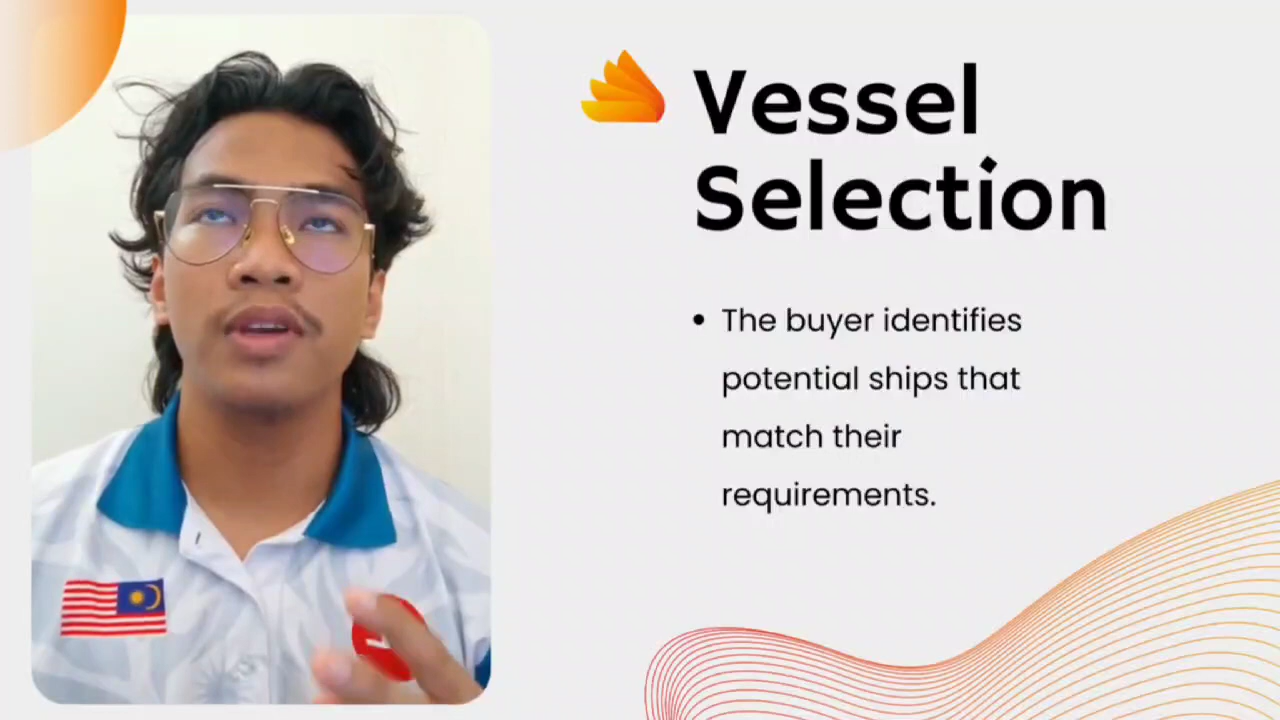 Vessel
Selection
• The buyer identifies
potential ships that
match their
requirements.